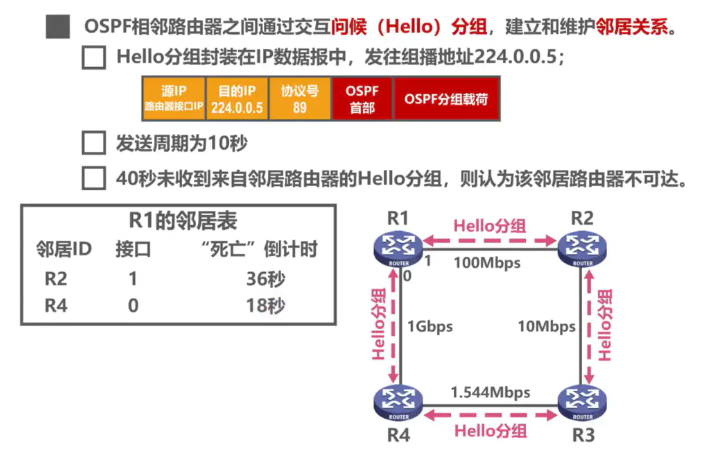 OSPF相邻路由器之间通过交互问候（Hello）分组，建立和维护邻居关系。
Hello分组封装在IP数据报中，发往组播地址224.0.0.5；
源IP
路由器接口IP
目的IP
224.0.0.5
协议号
89
OSPF
首部
OSPF分组载荷
发送周期为10秒
40秒未收到来自邻居路由器的Hello分组，则认为该邻居路由器不可达。
R1的邻居表
邻居ID 接口 “死亡”倒计时
R2 1 36秒
R4 0 18秒
R1 Hello分组 R2
ROUTER 1 100Mbps ROUTER
0
Hello分组 1Gbps 10Mbps Hello分组
1.544Mbps
ROUTER ROUTER
R4 Hello分组 R3